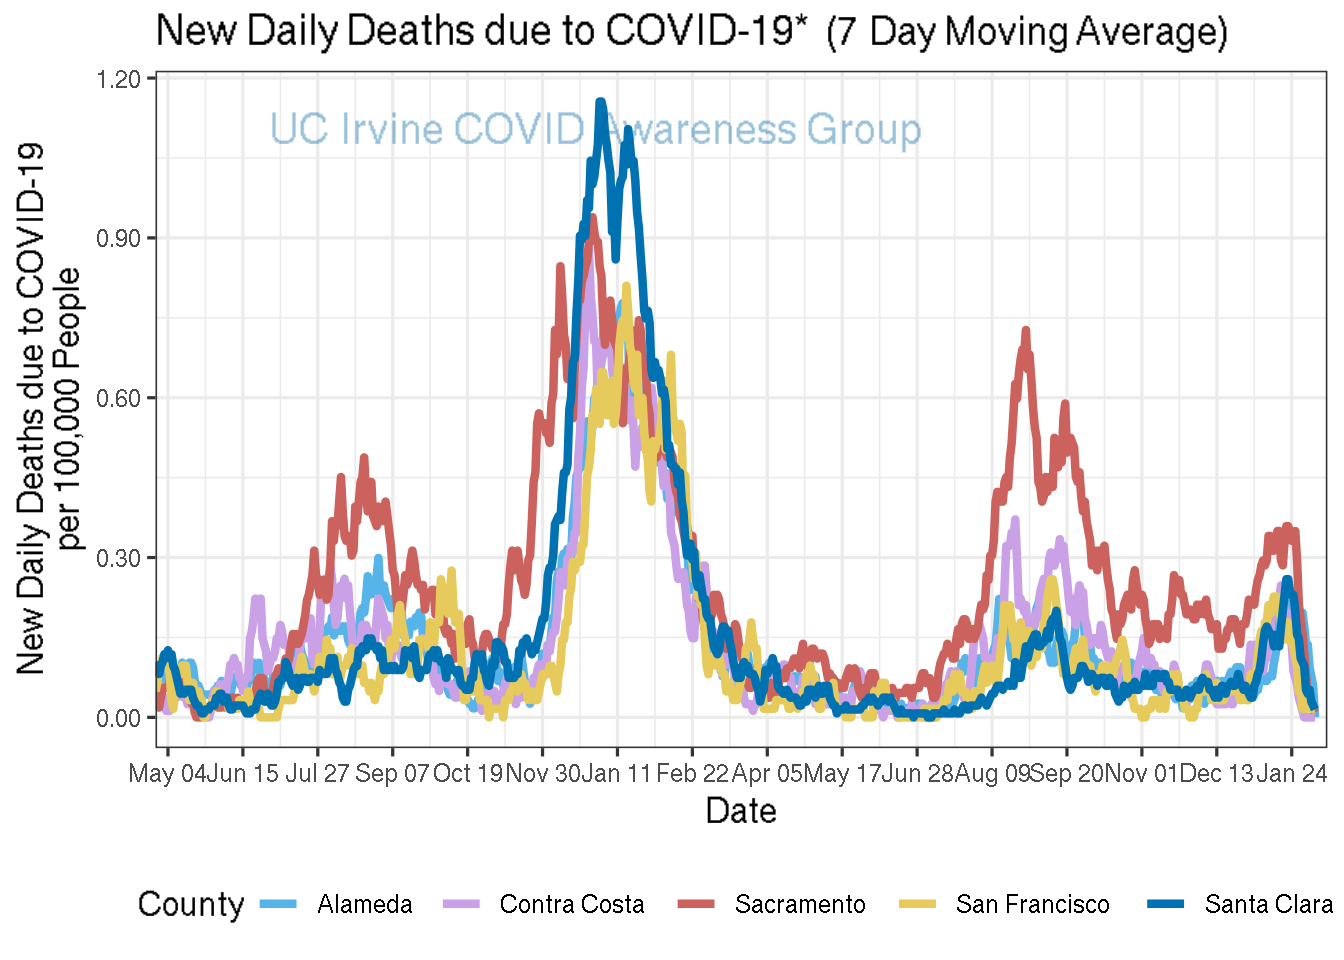 New Daily Deaths due to COVID-19* (7 Day Moving Average)
UC Irvine COVID Awareness Group
New Daily Deaths due to COVID-19
per 100,000 People
1.20
0.90
0.60
0.30
0.00
May 04 Jun 15 Jul 27 Sep 07 Oct 19 Nov 30 Jan 11 Feb 22 Apr 05 May 17 Jun 28 Aug 09 Sep 20 Nov 01 Dec 13 Jan 24
Date
County Alameda Contra Costa Sacramento San Francisco Santa Clara